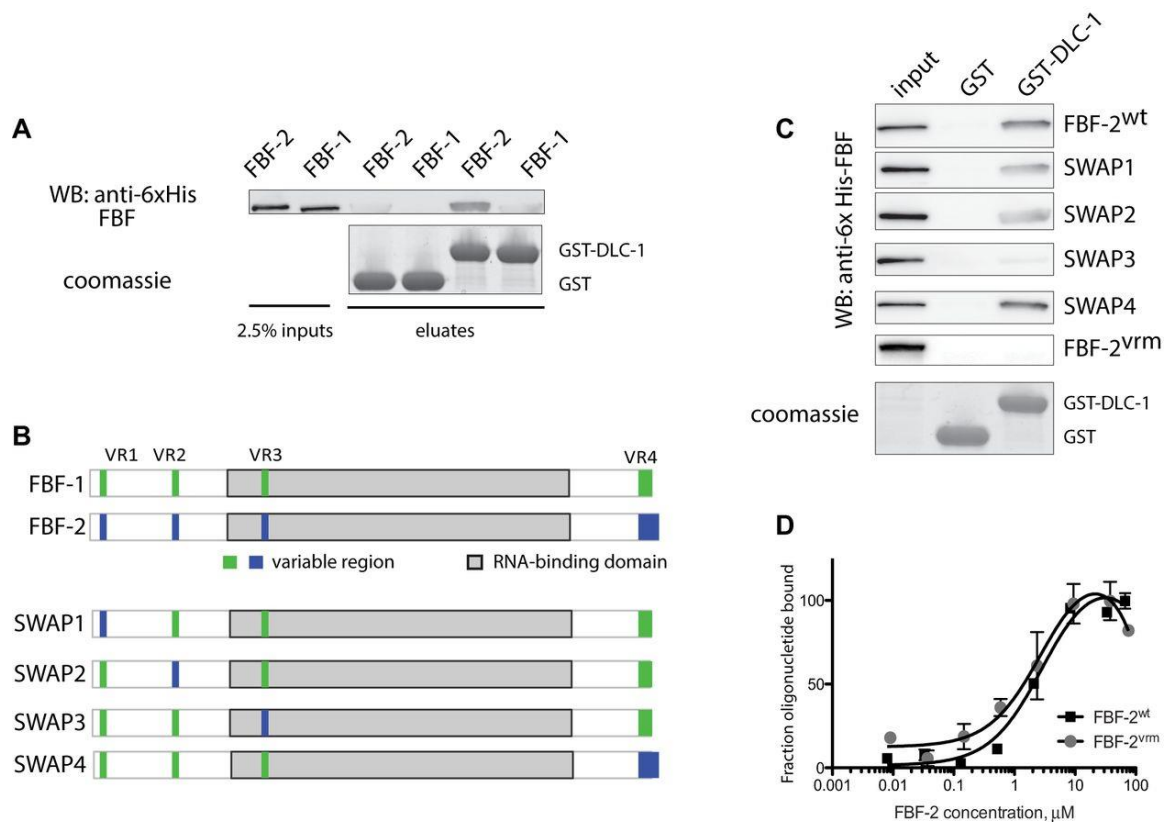 A
FBF-2
FBF-1
FBF-2
FBF-1
FBF-2
FBF-1
WB: anti-6xHis
FBF
coomassie
GST-DLC-1
GST
2.5% inputs
eluates
B
VR1
VR2
VR3
VR4
FBF-1
FBF-2
variable region
RNA-binding domain
SWAP1
SWAP2
SWAP3
SWAP4
C
input
GST
GST-DLC-1
WB: anti-6x His-FBF
FBF-2wt
SWAP1
SWAP2
SWAP3
SWAP4
FBF-2vrm
coomassie
GST-DLC-1
GST
D
Fraction oligonucletide bound
100
50
0
0.001
0.01
0.1
1
10
100
FBF-2wt
FBF-2vrm
FBF-2 concentration, µM